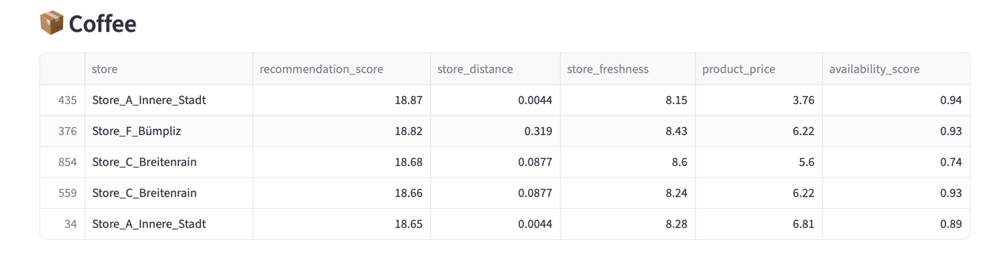 📦 Coffee
store recommendation_score store_distance store_freshness product_price availability_score
435 Store_A_Innere_Stadt 18.87 0.0044 8.15 3.76 0.94
376 Store_F_Bümpliz 18.82 0.319 8.43 6.22 0.93
854 Store_C_Breitenrain 18.68 0.0877 8.6 5.6 0.74
559 Store_C_Breitenrain 18.66 0.0877 8.24 6.22 0.93
34 Store_A_Innere_Stadt 18.65 0.0044 8.28 6.81 0.89